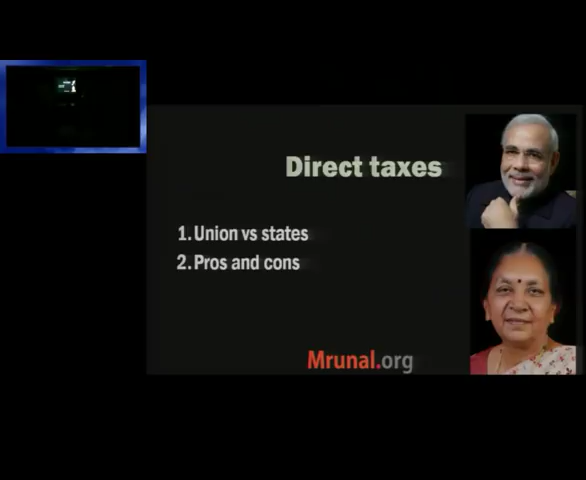 Direct taxes
1. Union vs states
2. Pros and cons
Mrunal.org